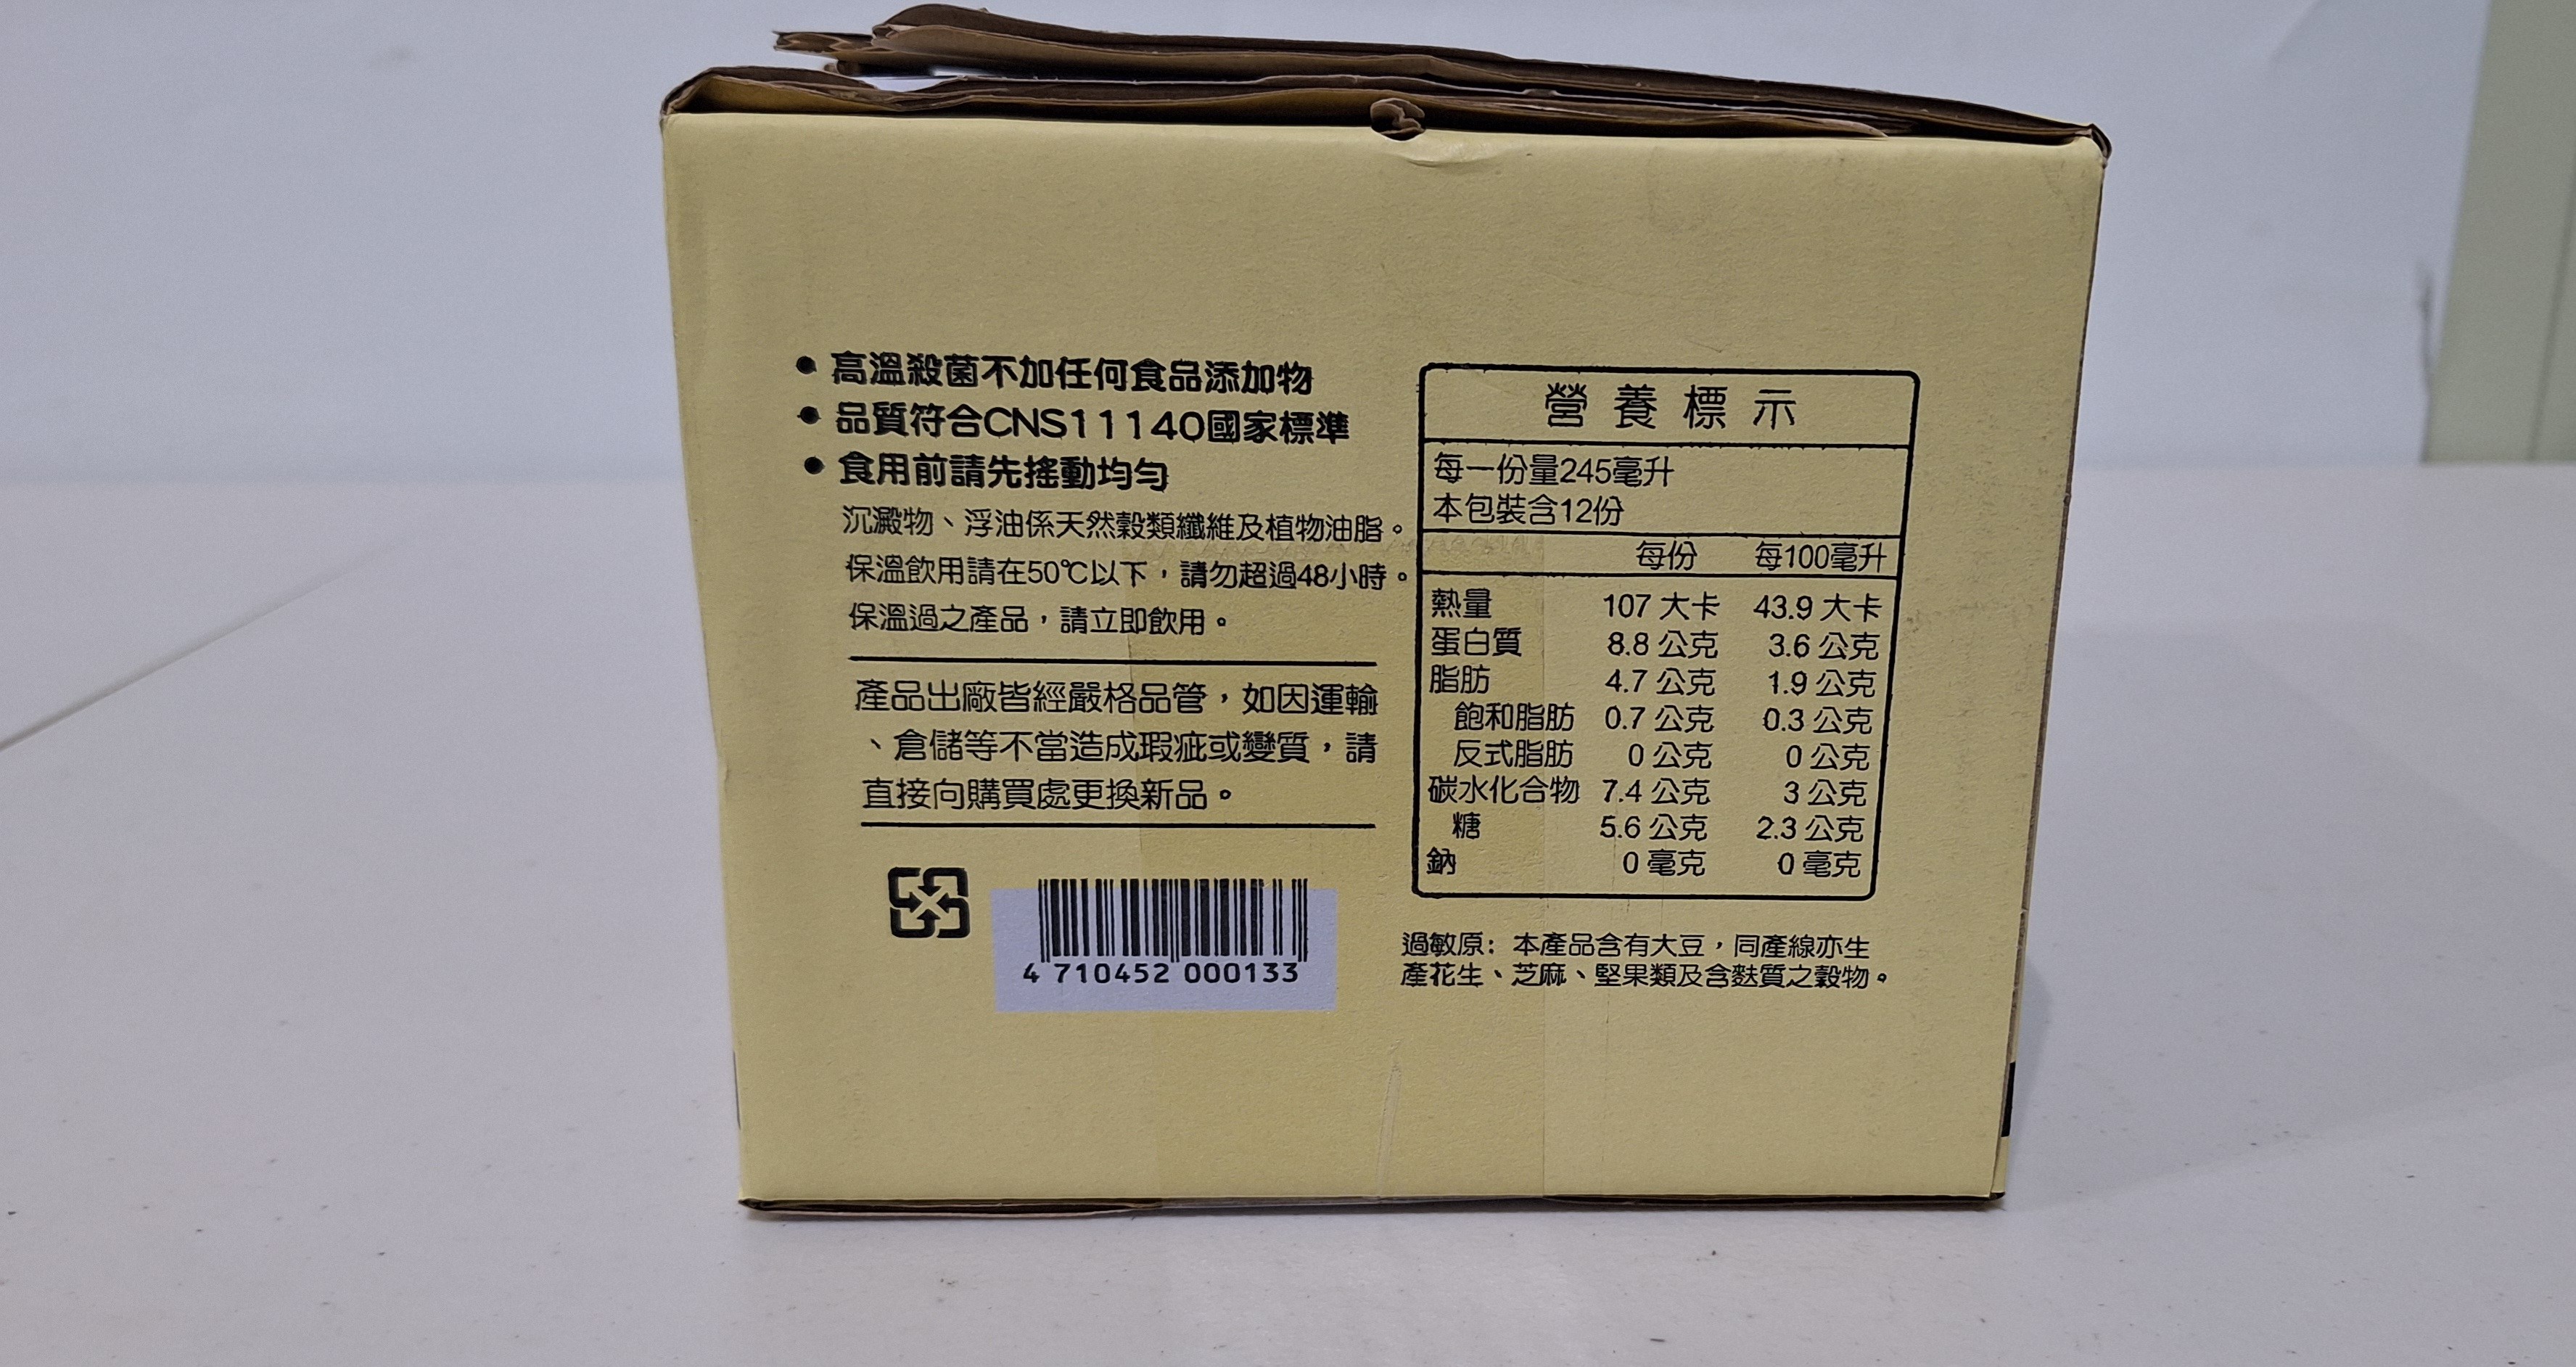 • 高溫殺菌不加任何食品添加物
• 品質符合CNS11140國家標準
• 食用前請先搖動均勻
沉澱物、浮油係天然穀類纖維及植物油脂。
保溫飲用請在50℃以下，請勿超過48小時。
保溫過之產品，請立即飲用。
產品出廠皆經嚴格品管，如因運輸
、倉儲等不當造成瑕疵或變質，請
直接向購買處更換新品。
4 710452 000133
營養標示
每一份量245毫升
本包裝含12份
每份 每100毫升
熱量 107 大卡 43.9 大卡
蛋白質 8.8 公克 3.6 公克
脂肪 4.7 公克 1.9 公克
飽和脂肪 0.7 公克 0.3 公克
反式脂肪 0 公克 0 公克
碳水化合物 7.4 公克 3 公克
糖 5.6 公克 2.3 公克
鈉 0 毫克 0 毫克
過敏原: 本產品含有大豆，同產線亦生
產花生、芝麻、堅果類及含麩質之穀物。